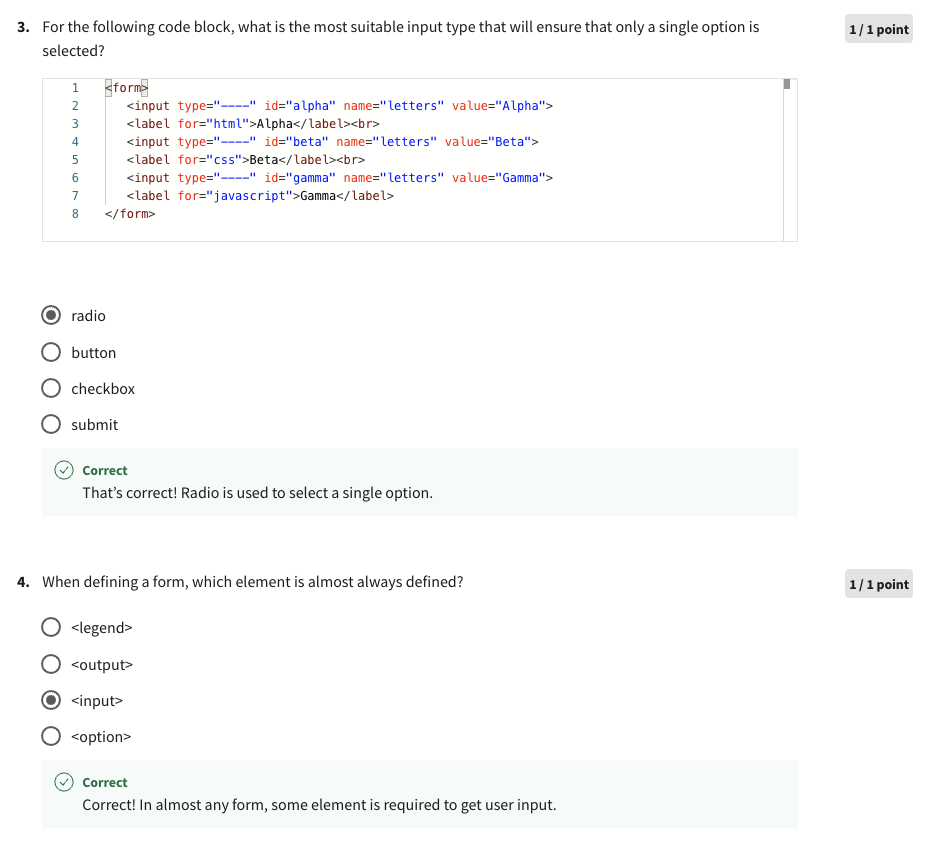 3. For the following code block, what is the most suitable input type that will ensure that only a single option is
selected?
1 / 1 point
1 <form>
2 <input type="----" id="alpha" name="letters" value="Alpha">
3 <label for="html">Alpha</label><br>
4 <input type="----" id="beta" name="letters" value="Beta">
5 <label for="css">Beta</label><br>
6 <input type="----" id="gamma" name="letters" value="Gamma">
7 <label for="javascript">Gamma</label>
8 </form>
radio
button
checkbox
submit
Correct
That’s correct! Radio is used to select a single option.
4. When defining a form, which element is almost always defined?
1 / 1 point
<legend>
<output>
<input>
<option>
Correct
Correct! In almost any form, some element is required to get user input.